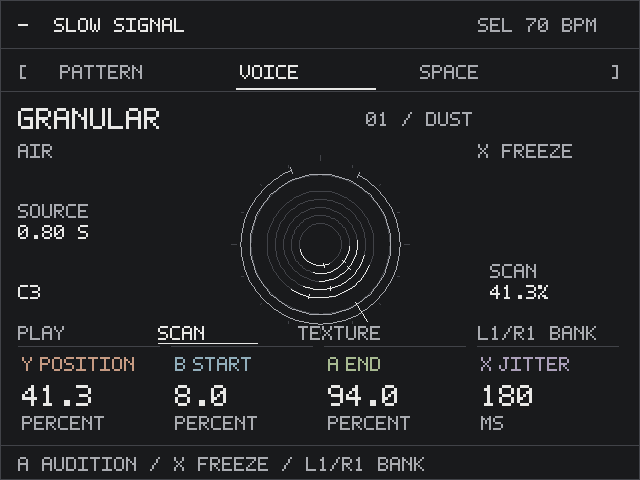 — SLOW SIGNAL SEL 70 BPM
[ PATTERN VOICE SPACE ]
GRANULAR 01 / DUST
AIR X FREEZE
SOURCE
0.80 S
SCAN
C3 41.3%
PLAY SCAN TEXTURE L1/R1 BANK
Y POSITION B START A END X JITTER
41.3 8.0 94.0 180
PERCENT PERCENT PERCENT MS
A AUDITION / X FREEZE / L1/R1 BANK